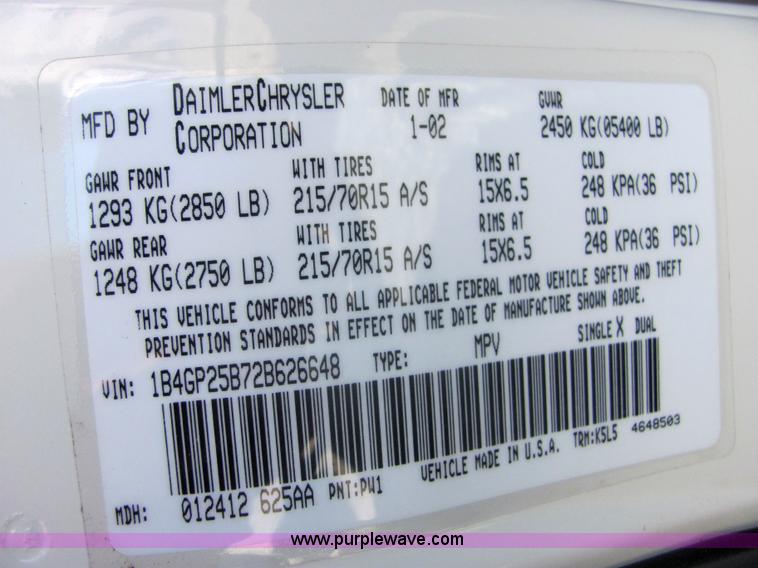 MFD BY DAIMLERCHRYSLER CORPORATION DATE OF MFR 1-02 GVWR 2450 KG(05400 LB)
GAWR FRONT WITH TIRES RIMS AT COLD
1293 KG(2850 LB) 215/70R15 A/S 15X6.5 248 KPA(36 PSI)
GAWR REAR WITH TIRES RIMS AT COLD
1248 KG(2750 LB) 215/70R15 A/S 15X6.5 248 KPA(36 PSI)
THIS VEHICLE CONFORMS TO ALL APPLICABLE FEDERAL MOTOR VEHICLE SAFETY AND THEFT
PREVENTION STANDARDS IN EFFECT ON THE DATE OF MANUFACTURE SHOWN ABOVE.
VIN: 1B4GP25B72B626648 TYPE: MPV SINGLE X DUAL
MDH: 012412 625AA PNT:PW1 VEHICLE MADE IN U.S.A. TRM:K5L5 4648503
www.purplewave.com